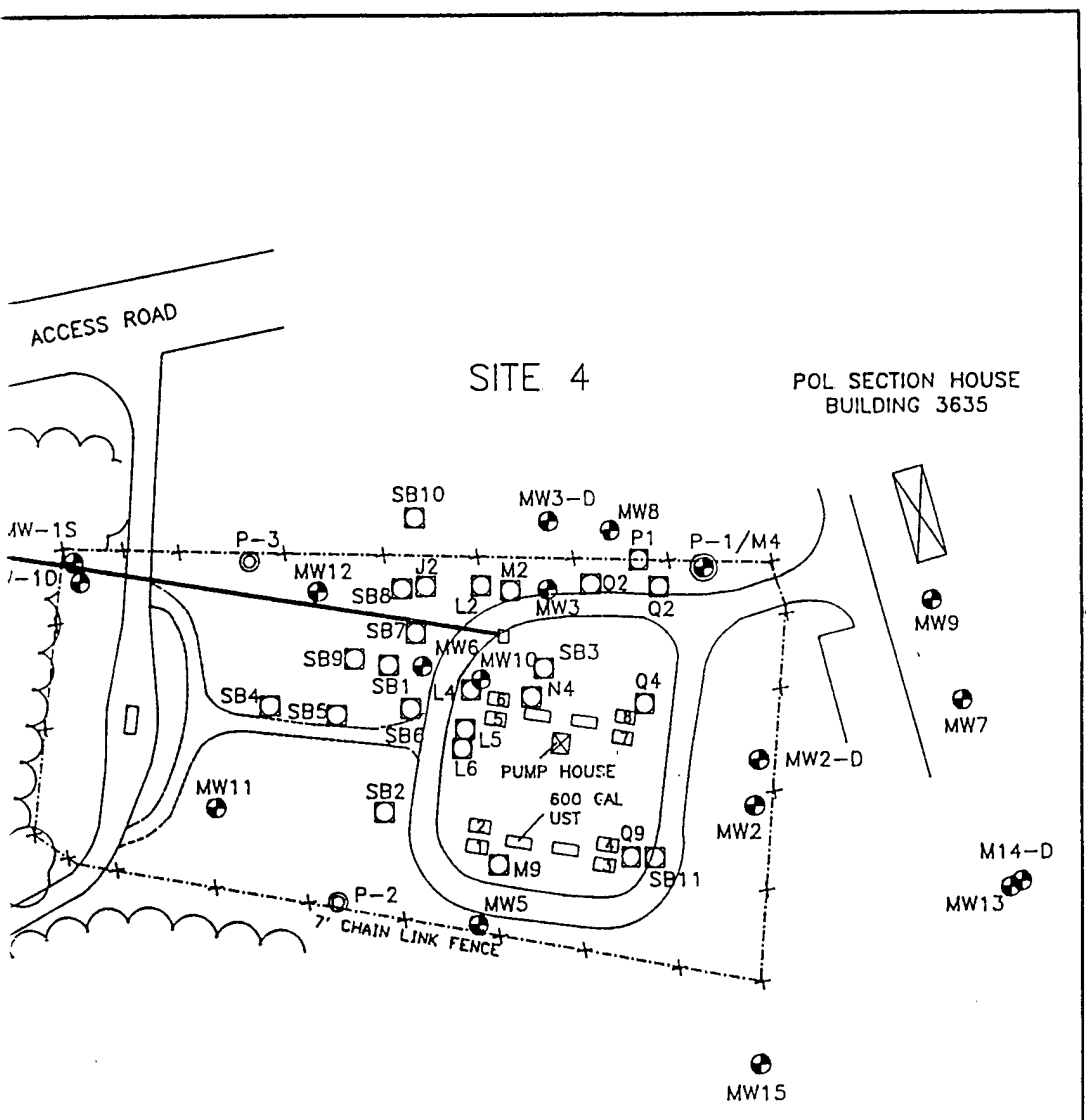 ACCESS ROAD
SITE 4
POL SECTION HOUSE
BUILDING 3635
SB10
MW3-D
MW8
MW-1S
P-3
P1
P-1/M4
-1D
MW12
SB8
J2
L2
M2
MW3
Q2
Q2
MW9
SB7
MW6
SB9
SB1
MW10
SB3
L4
N4
Q4
MW7
SB4
SB5
SB6
6
5
8
7
L5
L6
PUMP HOUSE
MW2-D
MW11
SB2
600 GAL
UST
MW2
2
1
4
3
Q9
M9
SB11
M14-D
MW13
P-2
MW5
7' CHAIN LINK FENCE
MW15